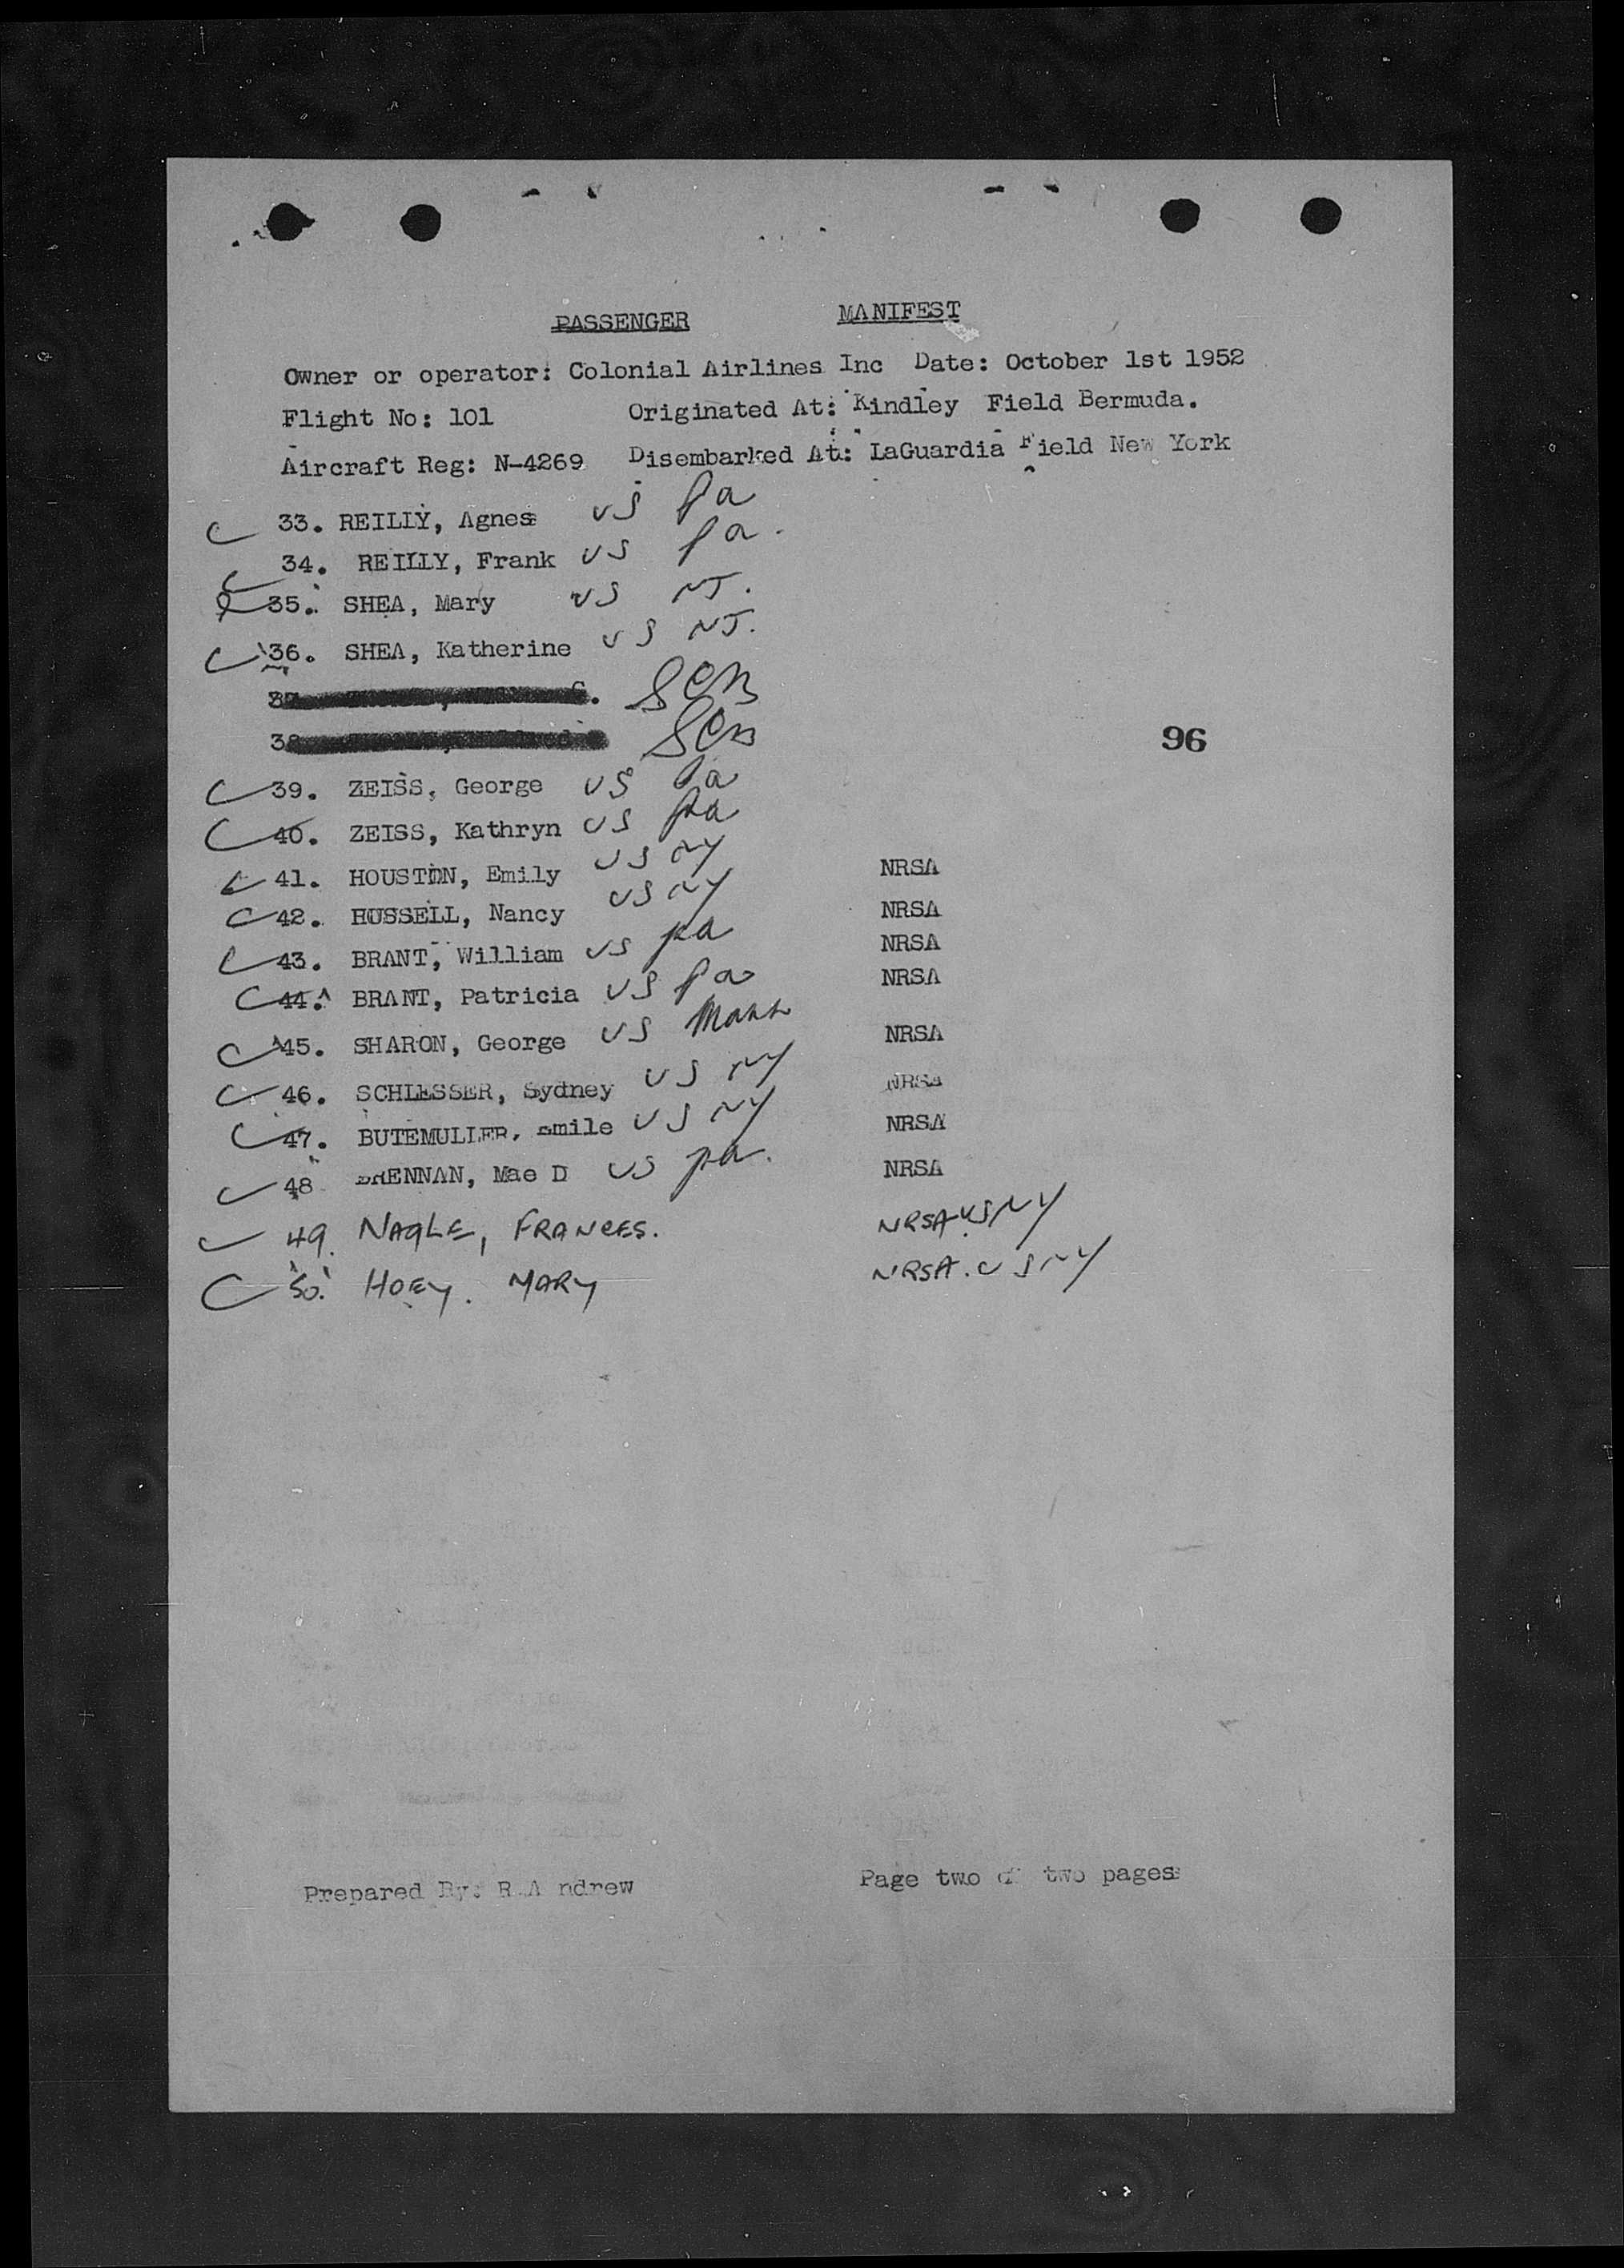 PASSENGER MANIFEST
Owner or operator: Colonial Airlines Inc Date: October 1st 1952
Flight No: 101 Originated At: Kindley Field Bermuda.
Aircraft Reg: N-4269 Disembarked At: LaGuardia Field New York
33. REILLY, Agnes US Pa
34. REILLY, Frank US Pa.
35. SHEA, Mary US NJ.
36. SHEA, Katherine US NJ.
37
38
96
39. ZEISS, George US Pa
40. ZEISS, Kathryn US Pa
41. HOUSTON, Emily US NY NRSA
42. HUSSELL, Nancy US NY NRSA
43. BRANT, William US Pa NRSA
44. BRANT, Patricia US Pa NRSA
45. SHARON, George US Mass NRSA
46. SCHLESSER, Sydney US NY NRSA
47. BUTEMULLER, Emile US NY NRSA
48 BRENNAN, Mae D US Pa. NRSA
49. NAGLE, FRANCES. NRSA US NY
50. HOEY. MARY NRSA. US NY
Prepared By: R.A ndrew Page two of two pages